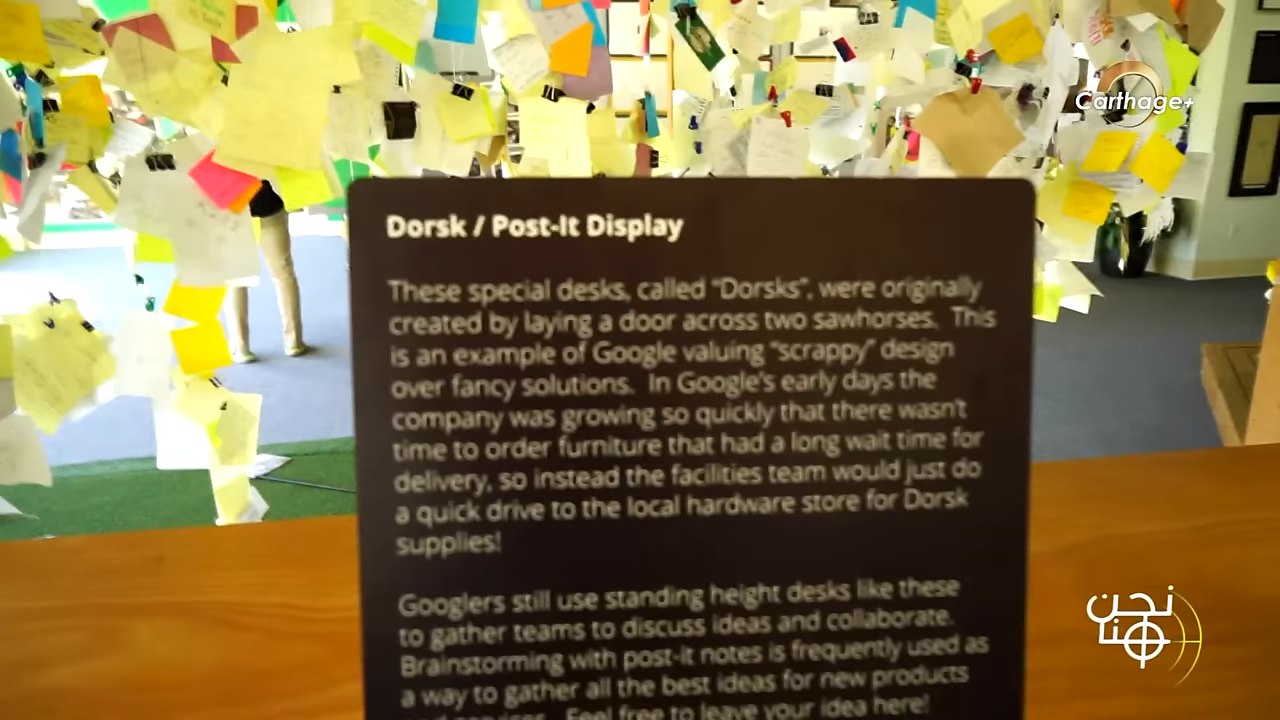 Carthage+
Dorsk / Post-It Display
These special desks, called “Dorsks”, were originally
created by laying a door across two sawhorses. This
is an example of Google valuing “scrappy” design
over fancy solutions. In Google's early days the
company was growing so quickly that there wasn't
time to order furniture that had a long wait time for
delivery, so instead the facilities team would just do
a quick drive to the local hardware store for Dorsk
supplies!
Googlers still use standing height desks like these
to gather teams to discuss ideas and collaborate.
Brainstorming with post-it notes is frequently used as
a way to gather all the best ideas for new products
and services. Feel free to leave your idea here!
نحن
هنا